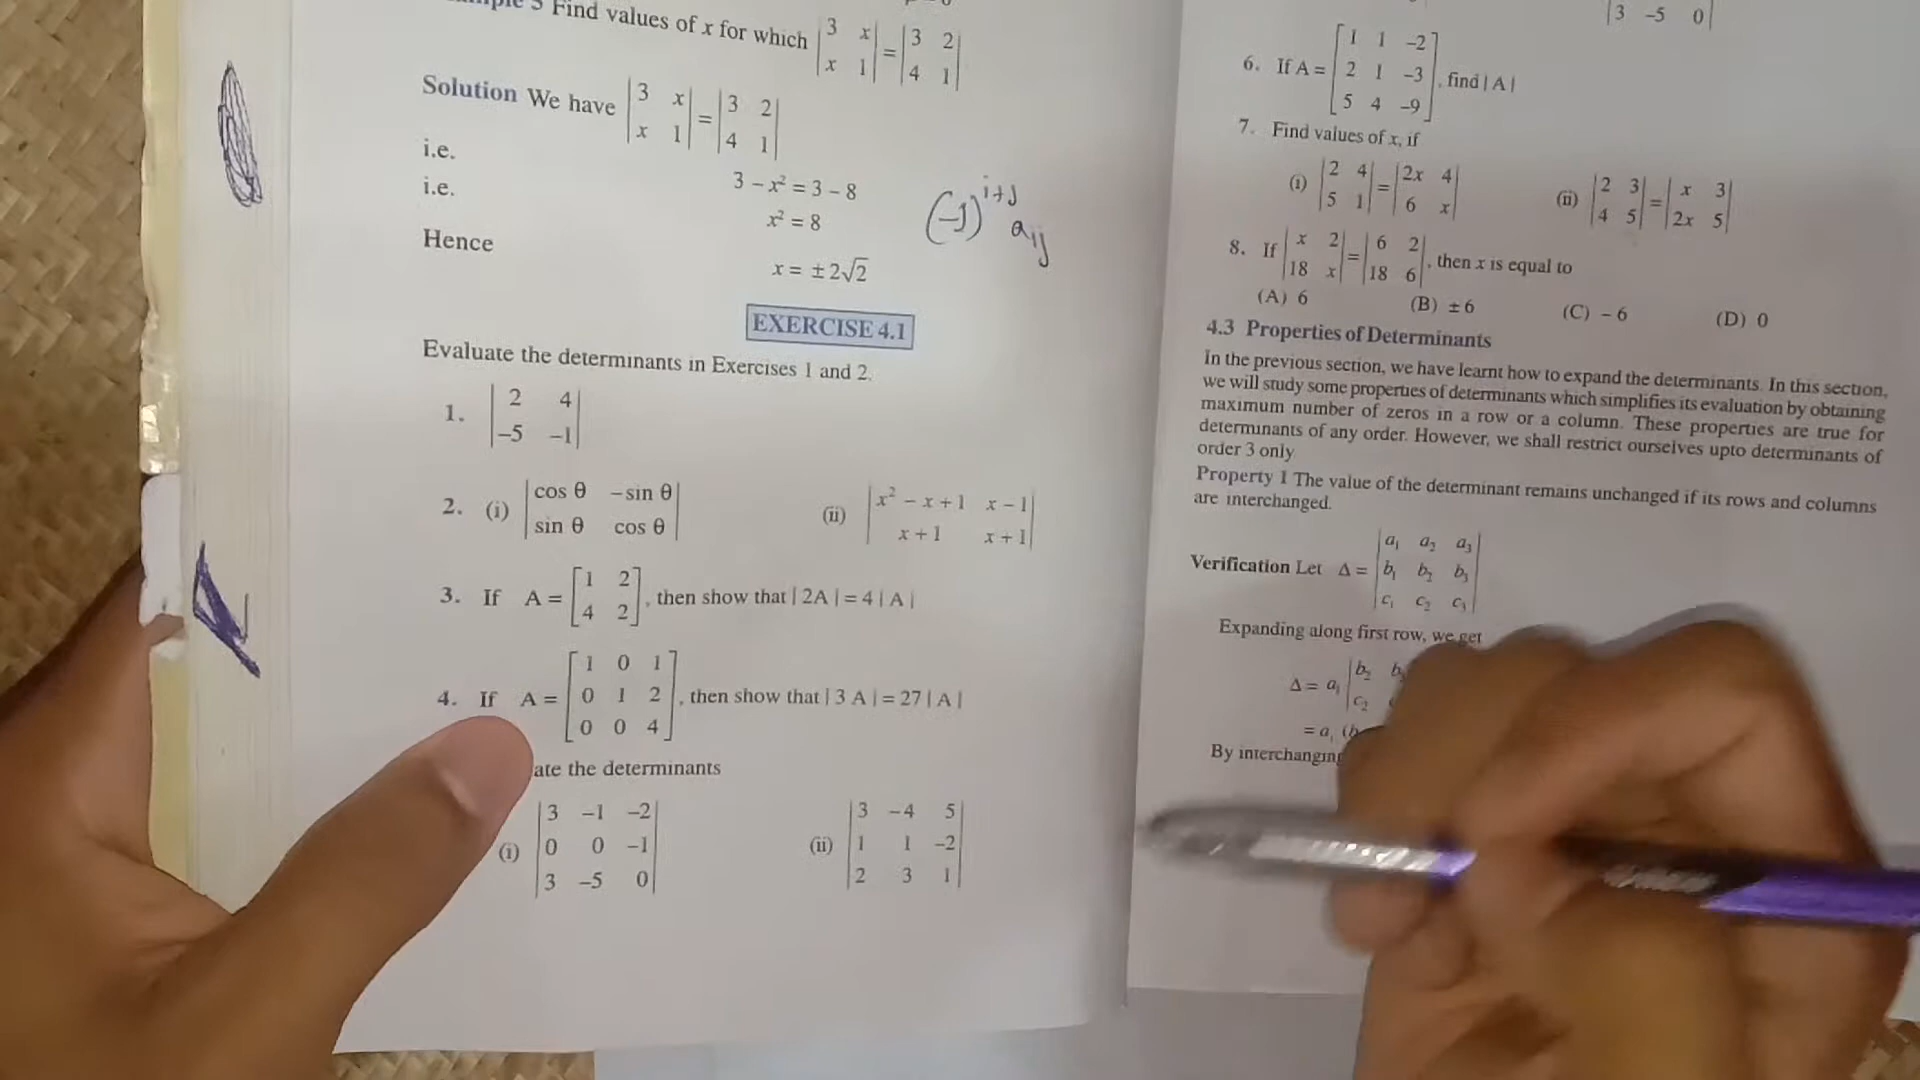 5 Find values of x for which |3 x; x 1| = |3 2; 4 1|
Solution We have |3 x; x 1| = |3 2; 4 1|
i.e. 3 – x² = 3 – 8
i.e. x² = 8
Hence x = ± 2√2
(-1)^{i+j} a_{ij}
EXERCISE 4.1
Evaluate the determinants in Exercises 1 and 2.
1. |2 4; –5 –1|
2. (i) |cos θ –sin θ; sin θ cos θ| (ii) |x² – x + 1 x – 1; x + 1 x + 1|
3. If A = [1 2; 4 2], then show that | 2A | = 4 | A |
4. If A = [1 0 1; 0 1 2; 0 0 4], then show that | 3 A | = 27 | A |
ate the determinants
(i) |3 –1 –2; 0 0 –1; 3 –5 0| (ii) |3 –4 5; 1 1 –2; 2 3 1|
|3 –5 0|
6. If A = [1 1 –2; 2 1 –3; 5 4 –9], find | A |
7. Find values of x, if
(i) |2 4; 5 1| = |2x 4; 6 x| (ii) |2 3; 4 5| = |x 3; 2x 5|
8. If |x 2; 18 x| = |6 2; 18 6|, then x is equal to
(A) 6 (B) ± 6 (C) – 6 (D) 0
4.3 Properties of Determinants
In the previous section, we have learnt how to expand the determinants. In this section,
we will study some properties of determinants which simplifies its evaluation by obtaining
maximum number of zeros in a row or a column. These properties are true for
determinants of any order. However, we shall restrict ourselves upto determinants of
order 3 only.
Property 1 The value of the determinant remains unchanged if its rows and columns
are interchanged.
Verification Let Δ = |a₁ a₂ a₃; b₁ b₂ b₃; c₁ c₂ c₃|
Expanding along first row, we get
Δ = a₁ |b₂ b; c₂
= a₁ (b
By interchanging